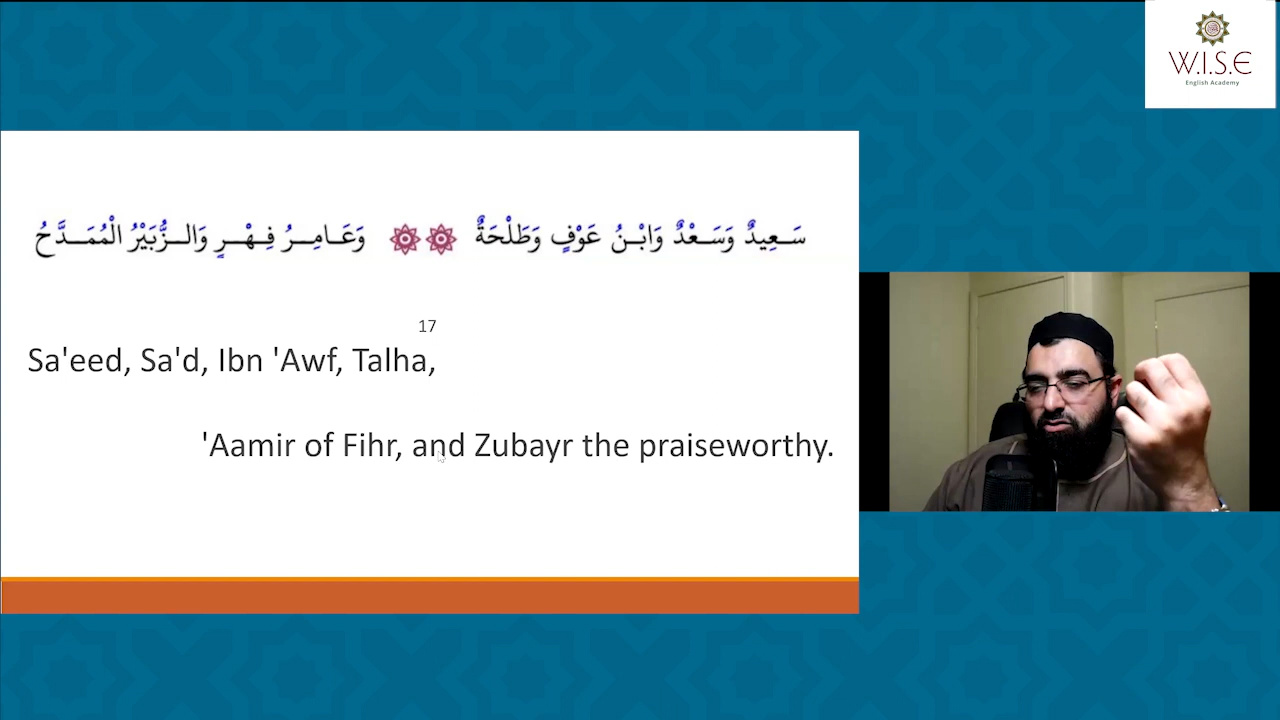 W.I.S.E
English Academy
سَعِيدٌ وَسَعْدٌ وَابْنُ عَوْفٍ وَطَلْحَةٌ وَعَامِرُ فِهْرٍ وَالزُّبَيْرُ الْمُمَدَّحُ
17
Sa'eed, Sa'd, Ibn 'Awf, Talha,
'Aamir of Fihr, and Zubayr the praiseworthy.